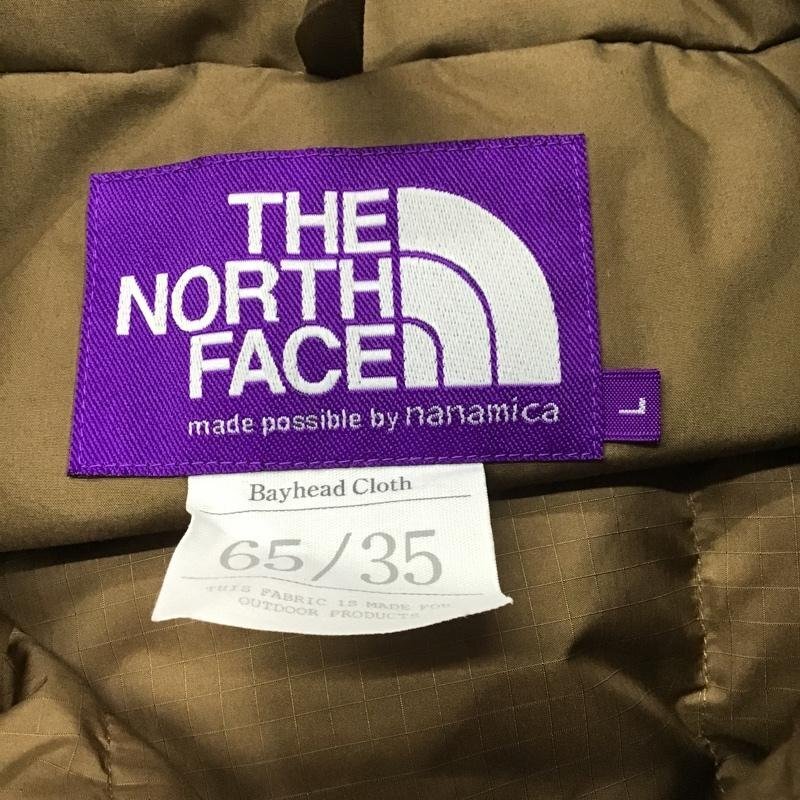 THE
NORTH
FACE
made possible by nanamica
L
Bayhead Cloth
65/35
THIS FABRIC IS MADE FOR
OUTDOOR PRODUCTS